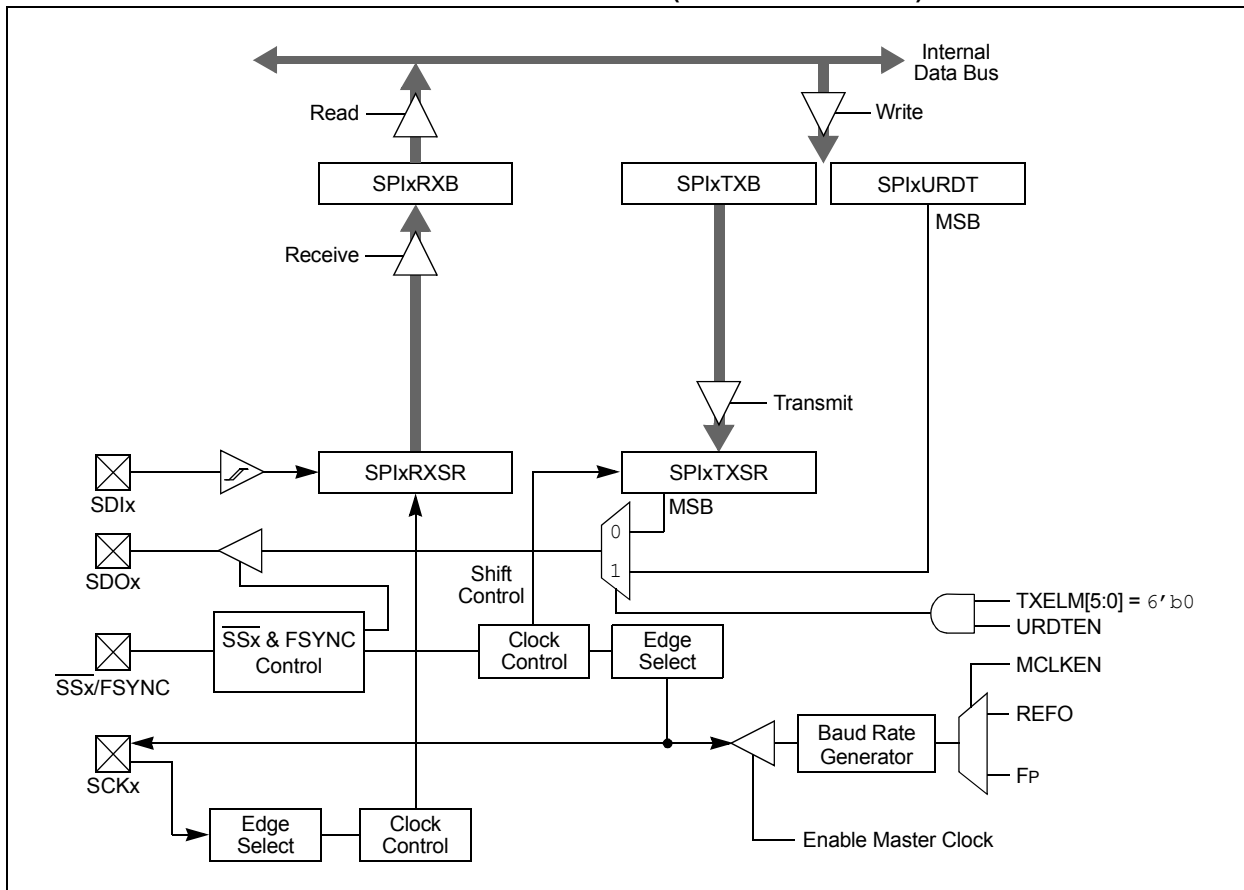 Internal
Data Bus
Read
Write
SPIxRXB
SPIxTXB
SPIxURDT
MSB
Receive
Transmit
SPIxRXSR
SPIxTXSR
SDIx
MSB
0
SDOx
1
Shift
Control
TXELM[5:0] = 6’b0
URDTEN
SSx & FSYNC
Control
Clock
Control
Edge
Select
SSx/FSYNC
MCLKEN
REFO
Baud Rate
Generator
FP
SCKx
Edge
Select
Clock
Control
Enable Master Clock